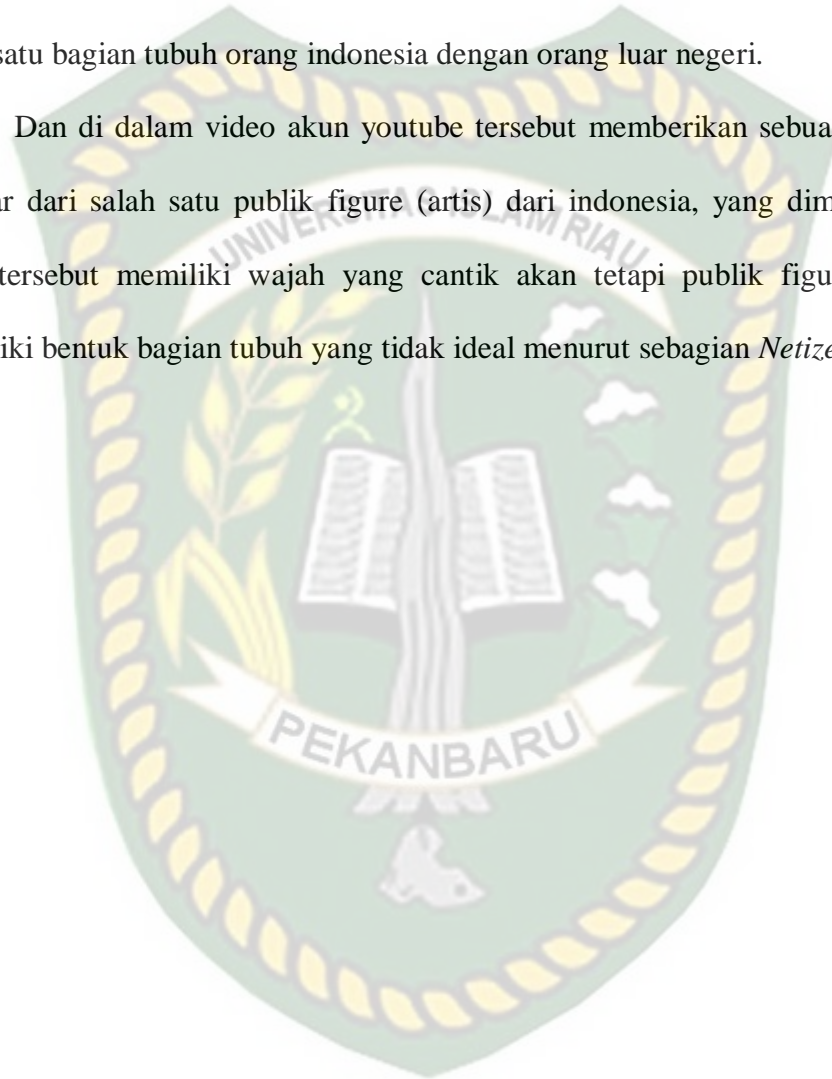 satu bagian tubuh orang indonesia dengan orang luar negeri.
Dan di dalam video akun youtube tersebut memberikan sebua
ar dari salah satu publik figure (artis) dari indonesia, yang dim
tersebut memiliki wajah yang cantik akan tetapi publik figu
iki bentuk bagian tubuh yang tidak ideal menurut sebagian Netize
UNIVERSITAS ISLAM RIAU
PEKANBARU